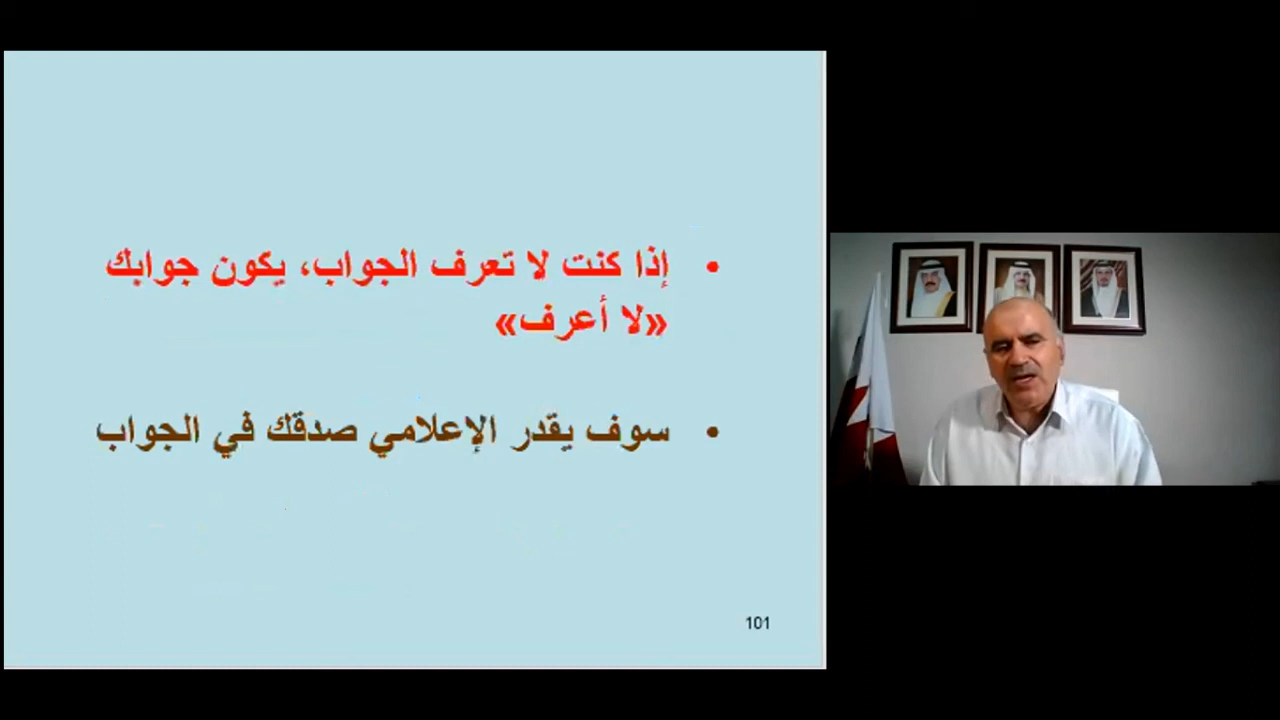 • إذا كنت لا تعرف الجواب، يكون جوابك
«لا أعرف»
• سوف يقدر الإعلامي صدقك في الجواب
101